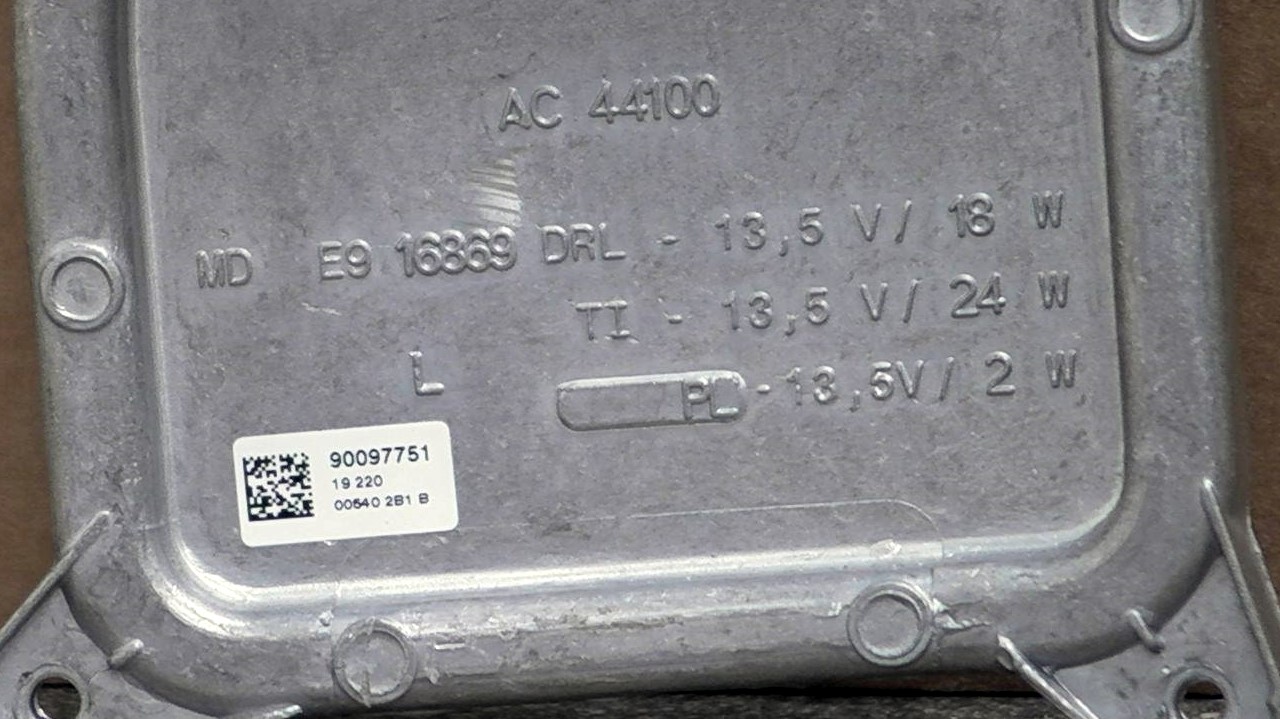 AC 44100
MD E9 16869 DRL - 13,5 V / 18 W
TI - 13,5 V / 24 W
L PL - 13,5V / 2 W
90097751
19 220
00540 2B1 B